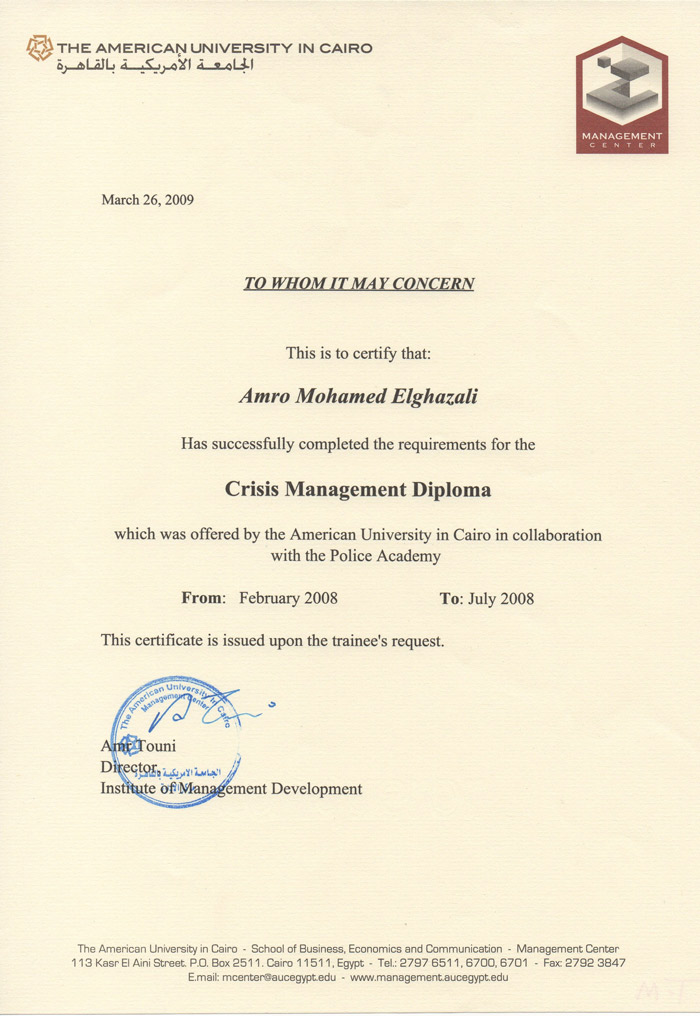 THE AMERICAN UNIVERSITY IN CAIRO
الجامعة الأمريكية بالقاهرة
MANAGEMENT
CENTER
March 26, 2009
TO WHOM IT MAY CONCERN
This is to certify that:
Amro Mohamed Elghazali
Has successfully completed the requirements for the
Crisis Management Diploma
which was offered by the American University in Cairo in collaboration
with the Police Academy
From: February 2008 To: July 2008
This certificate is issued upon the trainee's request.
The American University in Cairo
Management Center
Amr Touni
Director,
الجامعة الامريكية بالقاهرة
Institute of Management Development
The American University in Cairo - School of Business, Economics and Communication - Management Center
113 Kasr El Aini Street. P.O. Box 2511. Cairo 11511, Egypt - Tel.: 2797 6511, 6700, 6701 - Fax: 2792 3847
E.mail: mcenter@aucegypt.edu - www.management.aucegypt.edu